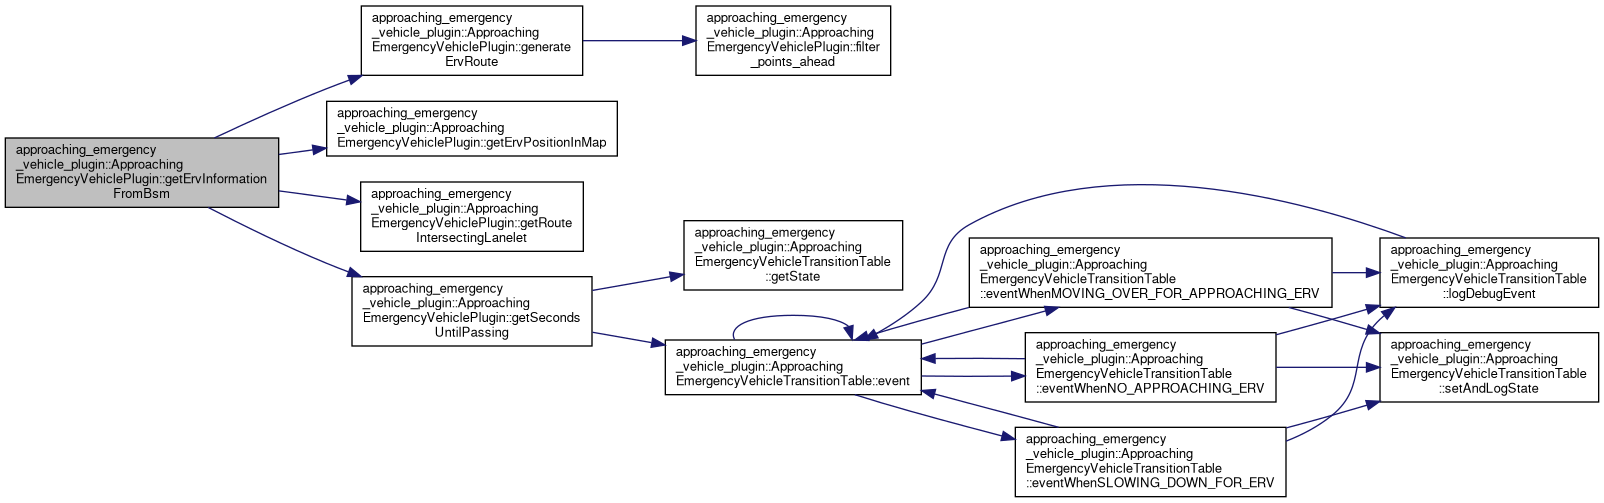 approaching_emergency
_vehicle_plugin::Approaching
EmergencyVehiclePlugin::getErvInformation
FromBsm
approaching_emergency
_vehicle_plugin::Approaching
EmergencyVehiclePlugin::generate
ErvRoute
approaching_emergency
_vehicle_plugin::Approaching
EmergencyVehiclePlugin::filter
_points_ahead
approaching_emergency
_vehicle_plugin::Approaching
EmergencyVehiclePlugin::getErvPositionInMap
approaching_emergency
_vehicle_plugin::Approaching
EmergencyVehiclePlugin::getRoute
IntersectingLanelet
approaching_emergency
_vehicle_plugin::Approaching
EmergencyVehiclePlugin::getSeconds
UntilPassing
approaching_emergency
_vehicle_plugin::Approaching
EmergencyVehicleTransitionTable
::getState
approaching_emergency
_vehicle_plugin::Approaching
EmergencyVehicleTransitionTable::event
approaching_emergency
_vehicle_plugin::Approaching
EmergencyVehicleTransitionTable
::eventWhenMOVING_OVER_FOR_APPROACHING_ERV
approaching_emergency
_vehicle_plugin::Approaching
EmergencyVehicleTransitionTable
::eventWhenNO_APPROACHING_ERV
approaching_emergency
_vehicle_plugin::Approaching
EmergencyVehicleTransitionTable
::eventWhenSLOWING_DOWN_FOR_ERV
approaching_emergency
_vehicle_plugin::Approaching
EmergencyVehicleTransitionTable
::logDebugEvent
approaching_emergency
_vehicle_plugin::Approaching
EmergencyVehicleTransitionTable
::setAndLogState